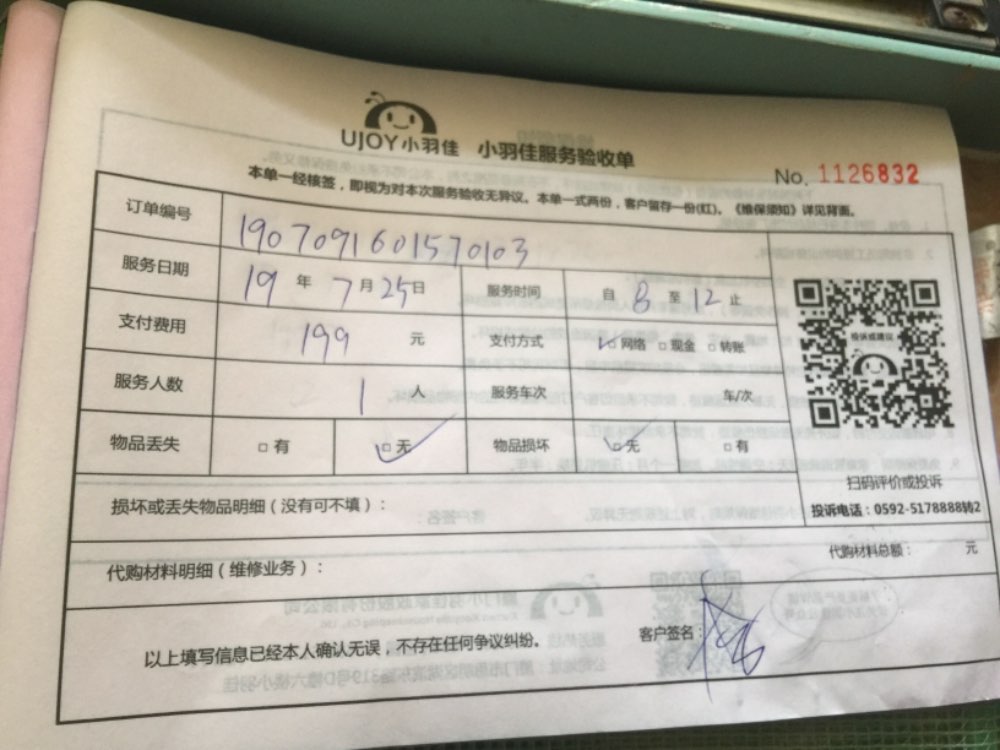 UJOY小羽佳 小羽佳服务验收单
No. 1126832
本单一经核签，即视为对本次服务验收无异议。本单一式两份，客户留存一份(红)。《维保须知》详见背面。
订单编号 1907091601570103
服务日期 19 年 7 月 25 日 服务时间 自 8 至 12 止
支付费用 199 元 支付方式 ☑网络 □现金 □转账
服务人数 1 人 服务车次 车/次
物品丢失 □有 ☑无 物品损坏 ☑无 □有
投诉或建议
扫码评价或投诉
投诉电话：0592-5178888转2
损坏或丢失物品明细（没有可不填）：
代购材料明细（维修业务）：
代购材料总额： 元
以上填写信息已经本人确认无误，不存在任何争议纠纷。
客户签名：